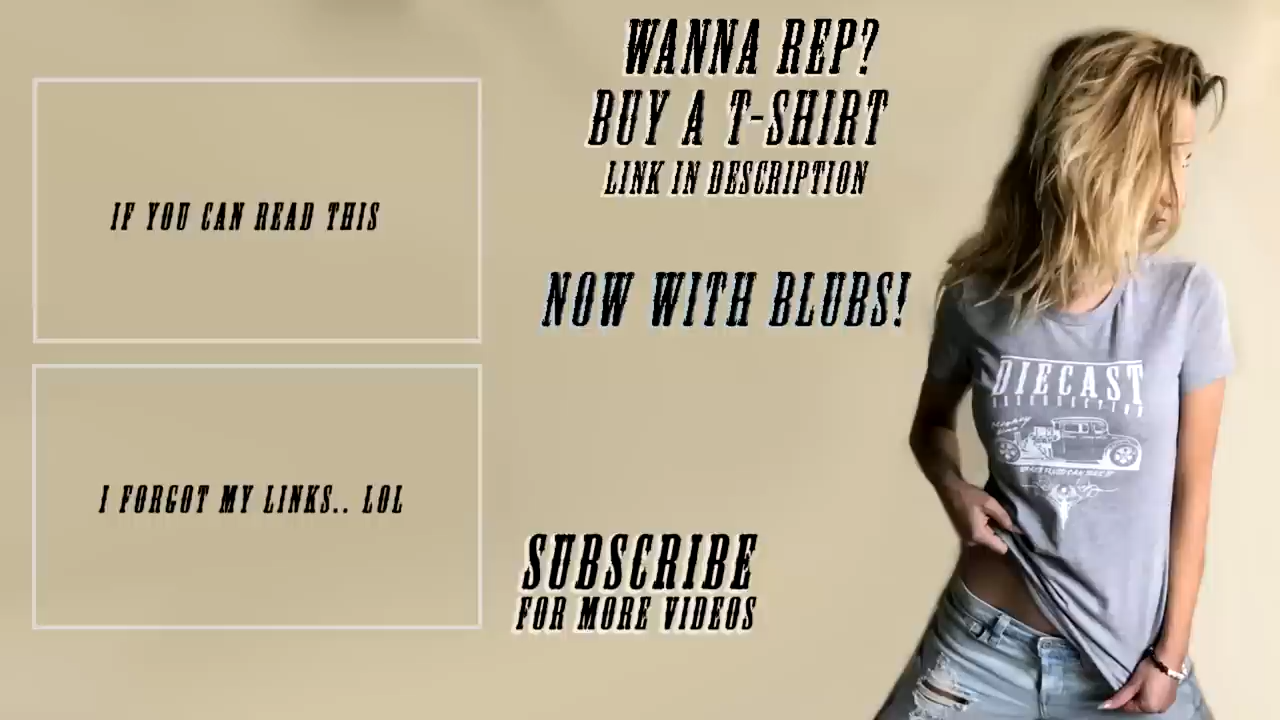 WANNA REP?
BUY A T-SHIRT
LINK IN DESCRIPTION
IF YOU CAN READ THIS
NOW WITH BLUBS!
DIECAST
I FORGOT MY LINKS.. LOL
SUBSCRIBE
FOR MORE VIDEOS